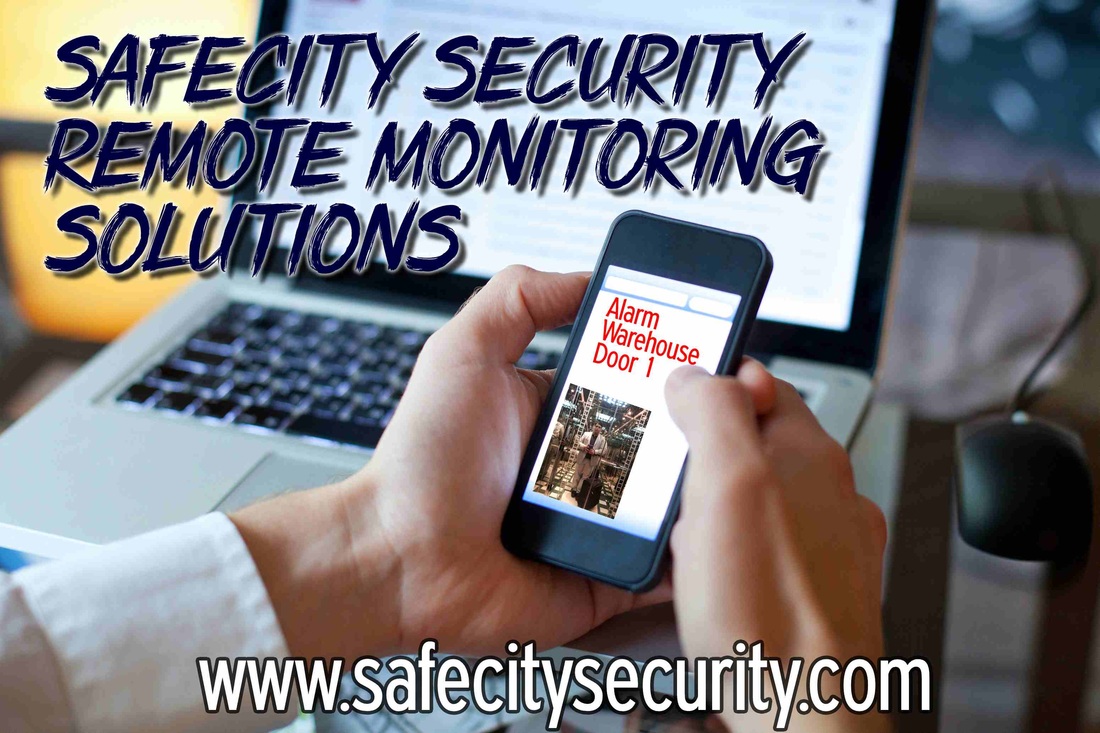 SAFECITY SECURITY
REMOTE MONITORING
SOLUTIONS
Alarm
Warehouse
Door 1
www.safecitysecurity.com